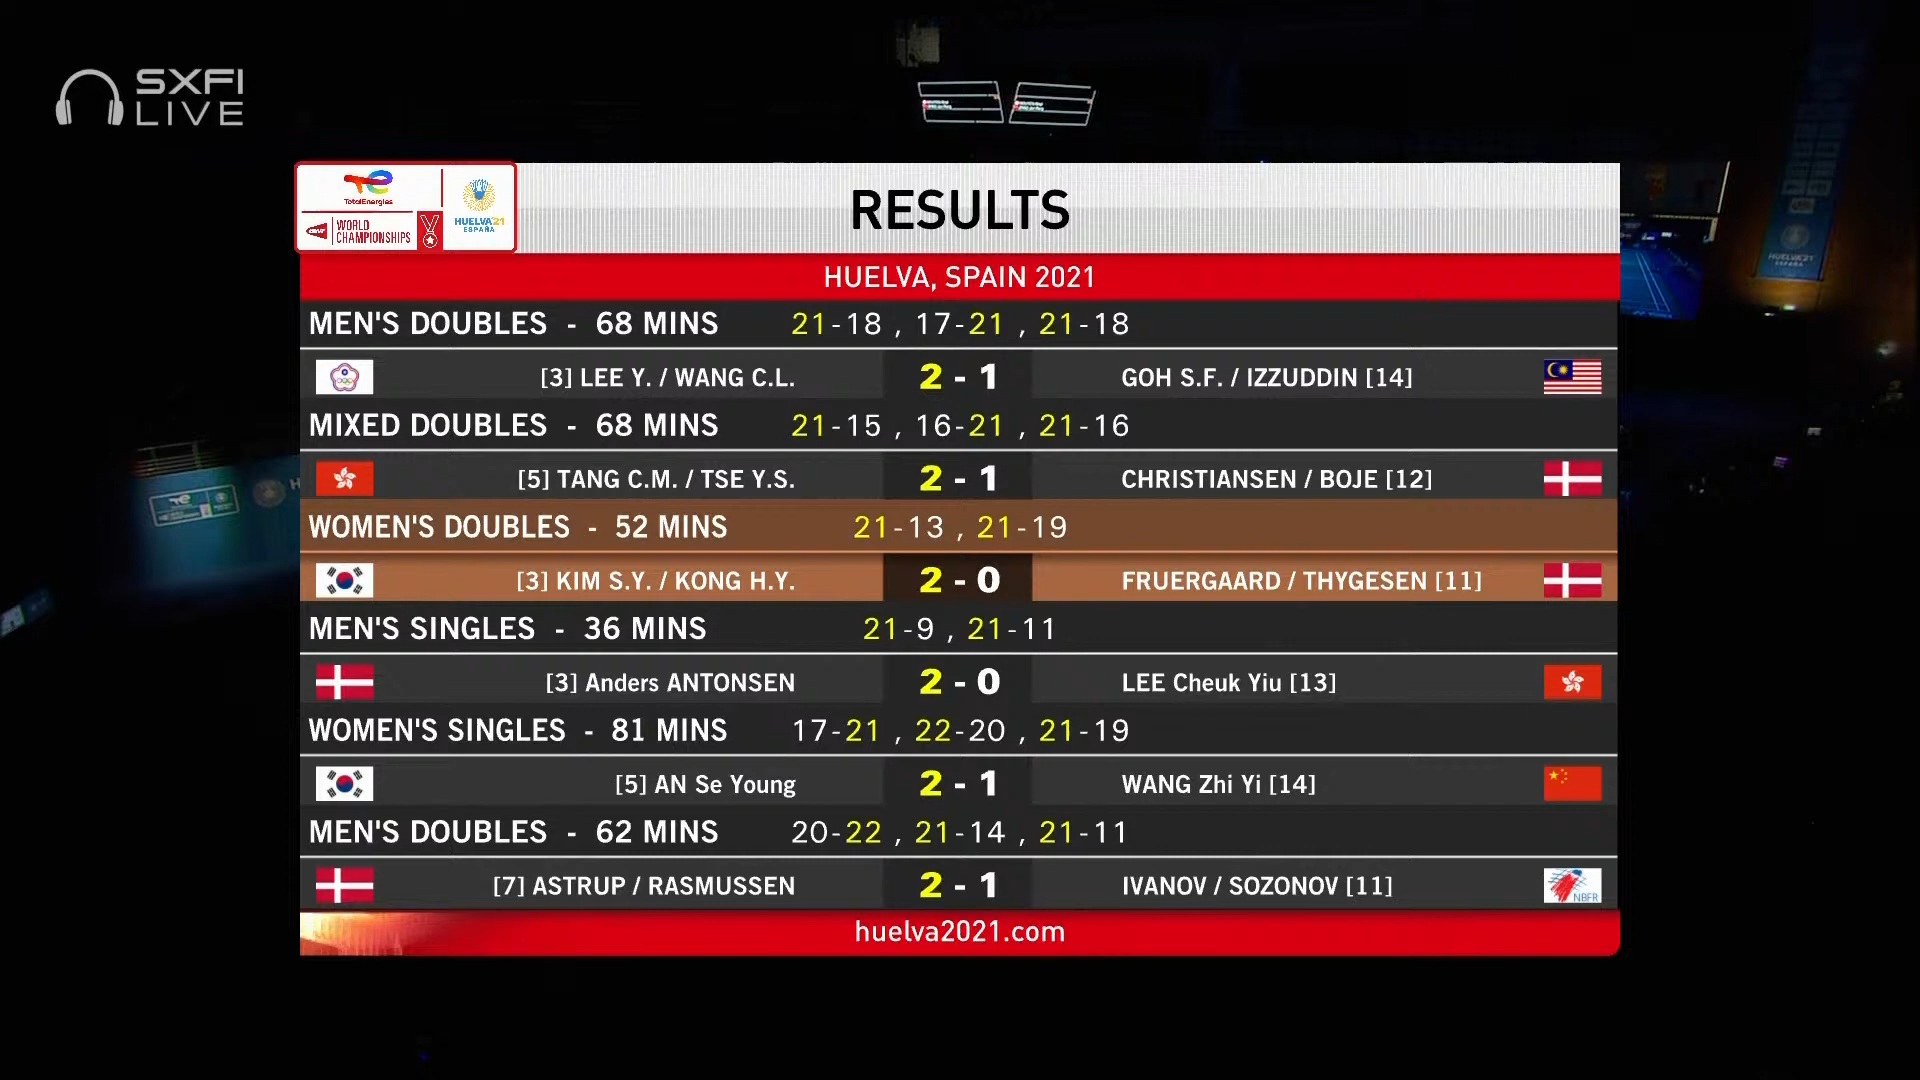 SXFI
LIVE
TotalEnergies
WORLD
CHAMPIONSHIPS
HUELVA'21
ESPAÑA
RESULTS
HUELVA, SPAIN 2021
MEN'S DOUBLES - 68 MINS 21-18 , 17-21 , 21-18
[3] LEE Y. / WANG C.L. 2 - 1 GOH S.F. / IZZUDDIN [14]
MIXED DOUBLES - 68 MINS 21-15 , 16-21 , 21-16
[5] TANG C.M. / TSE Y.S. 2 - 1 CHRISTIANSEN / BOJE [12]
WOMEN'S DOUBLES - 52 MINS 21-13 , 21-19
[3] KIM S.Y. / KONG H.Y. 2 - 0 FRUERGAARD / THYGESEN [11]
MEN'S SINGLES - 36 MINS 21-9 , 21-11
[3] Anders ANTONSEN 2 - 0 LEE Cheuk Yiu [13]
WOMEN'S SINGLES - 81 MINS 17-21 , 22-20 , 21-19
[5] AN Se Young 2 - 1 WANG Zhi Yi [14]
MEN'S DOUBLES - 62 MINS 20-22 , 21-14 , 21-11
[7] ASTRUP / RASMUSSEN 2 - 1 IVANOV / SOZONOV [11]
NBFR
huelva2021.com
HUELVA'21